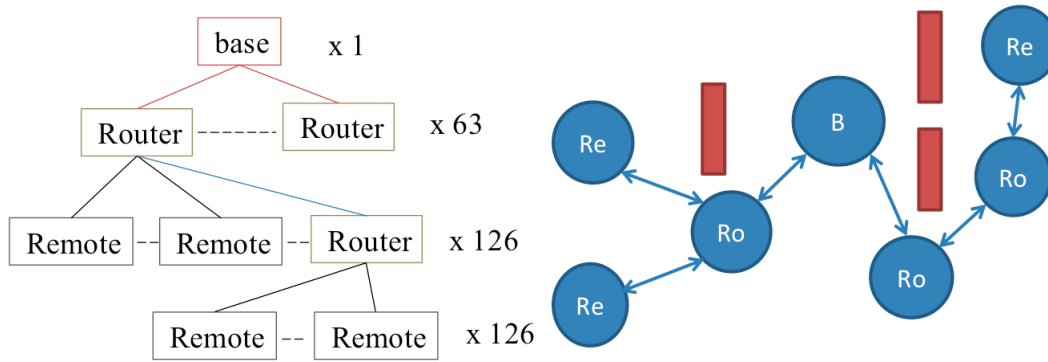 base x 1
Router Router x 63
Remote Remote Router x 126
Remote Remote x 126
Re
B
Re
Ro
Ro
Ro
Re